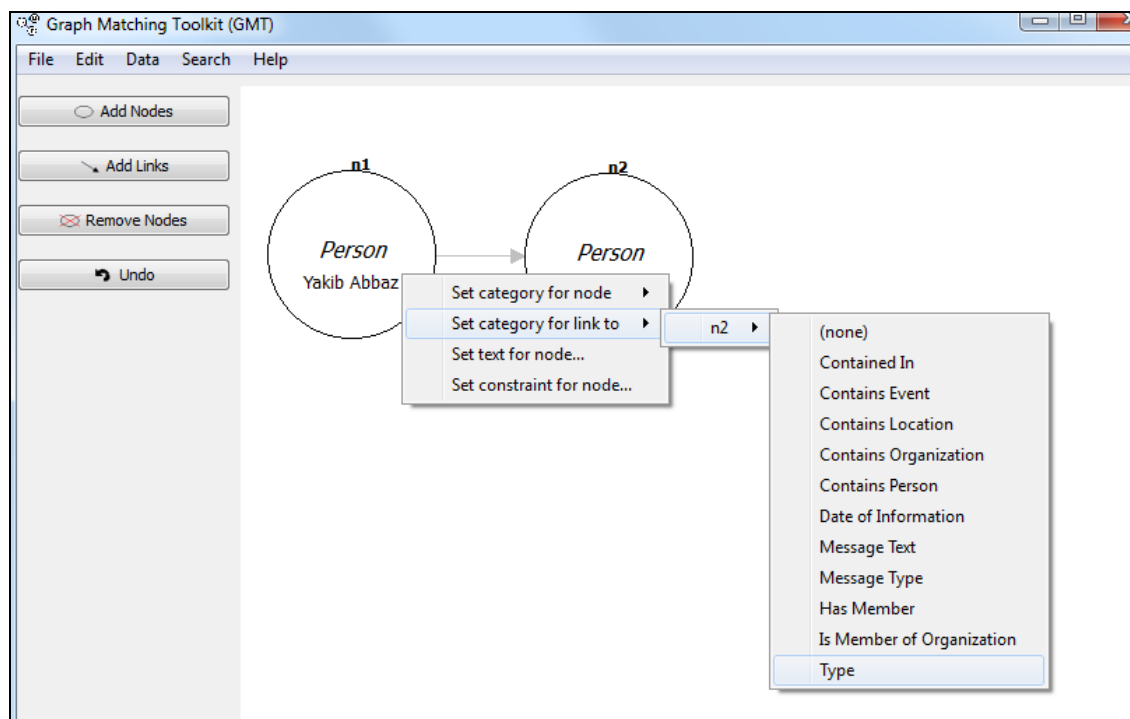 Graph Matching Toolkit (GMT)
File Edit Data Search Help
Add Nodes
Add Links
Remove Nodes
Undo
n1
Person
Yakib Abbaz
n2
Person
Set category for node
Set category for link to
Set text for node...
Set constraint for node...
n2
(none)
Contained In
Contains Event
Contains Location
Contains Organization
Contains Person
Date of Information
Message Text
Message Type
Has Member
Is Member of Organization
Type